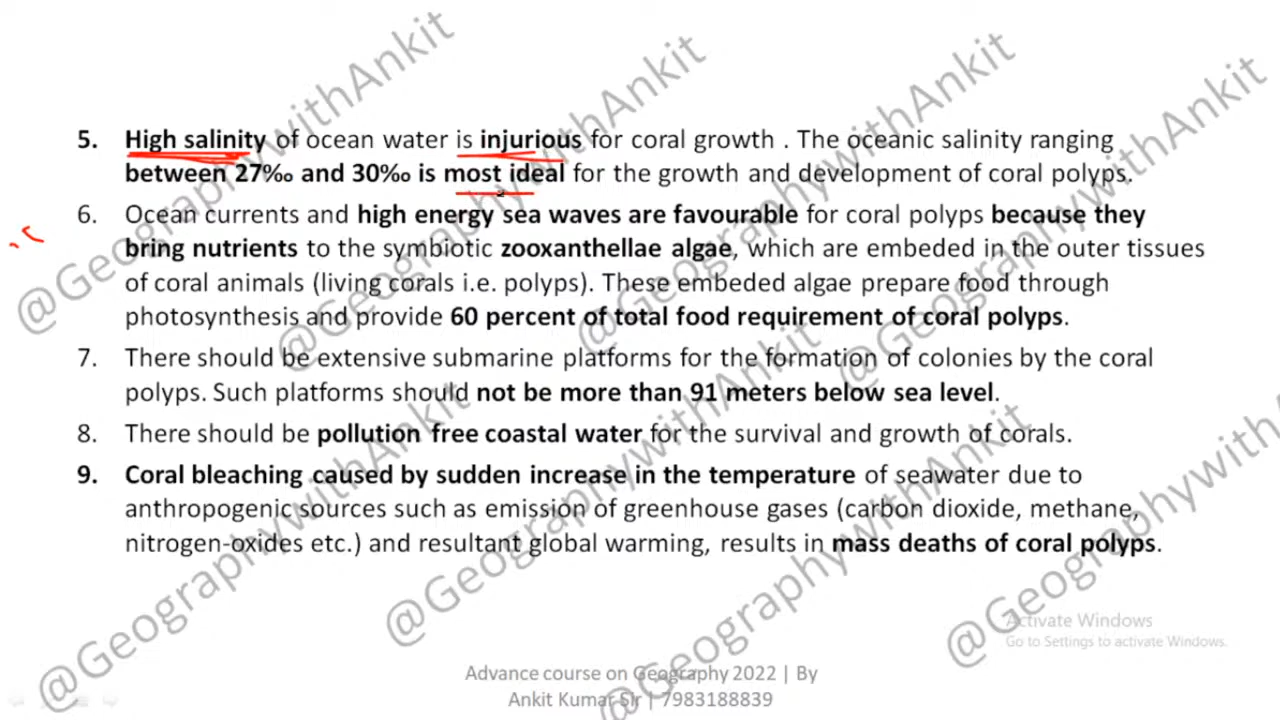 5. High salinity of ocean water is injurious for coral growth . The oceanic salinity ranging
between 27‰ and 30‰ is most ideal for the growth and development of coral polyps.
6. Ocean currents and high energy sea waves are favourable for coral polyps because they
bring nutrients to the symbiotic zooxanthellae algae, which are embeded in the outer tissues
of coral animals (living corals i.e. polyps). These embeded algae prepare food through
photosynthesis and provide 60 percent of total food requirement of coral polyps.
7. There should be extensive submarine platforms for the formation of colonies by the coral
polyps. Such platforms should not be more than 91 meters below sea level.
8. There should be pollution free coastal water for the survival and growth of corals.
9. Coral bleaching caused by sudden increase in the temperature of seawater due to
anthropogenic sources such as emission of greenhouse gases (carbon dioxide, methane,
nitrogen-oxides etc.) and resultant global warming, results in mass deaths of coral polyps.
Activate Windows
Go to Settings to activate Windows.
Advance course on Geography 2022 | By
Ankit Kumar Sir | 7983188839
@GeographywithAnkit
@GeographywithAnkit
@GeographywithAnkit
@GeographywithAnkit
@GeographywithAnkit
@GeographywithAnkit
@GeographywithAnkit
@Geographywith